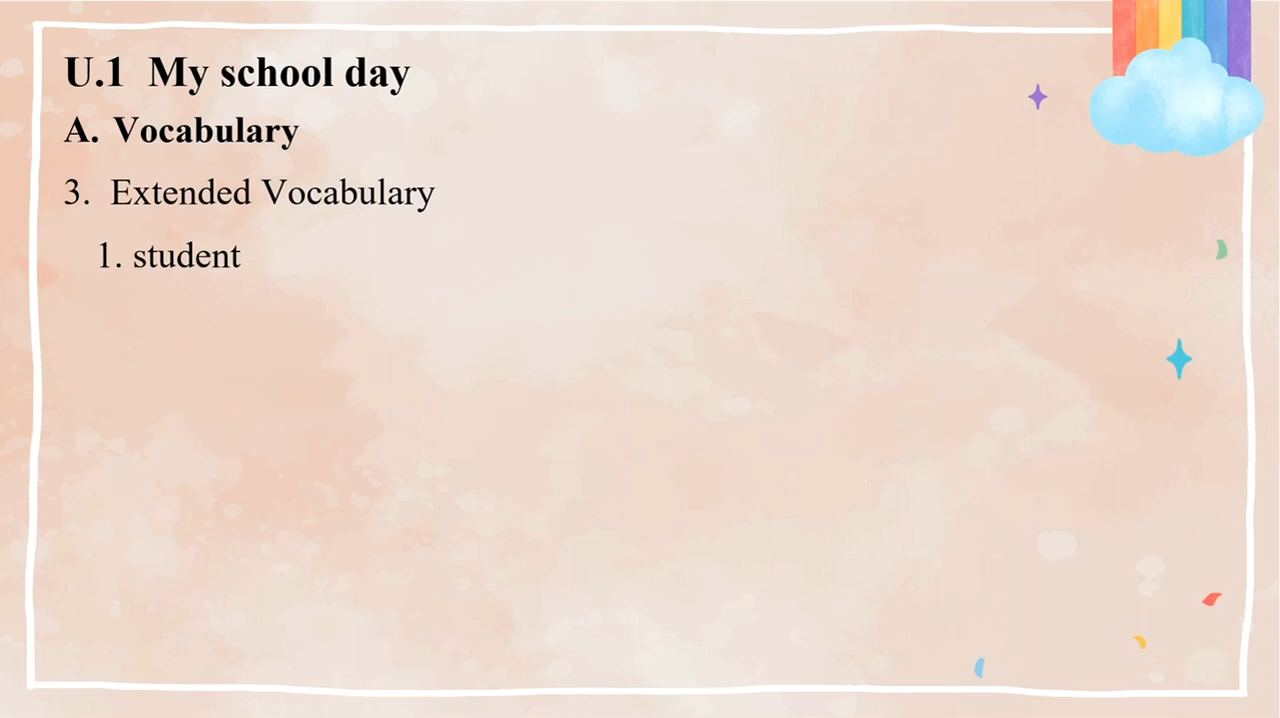 U.1 My school day
A. Vocabulary
3. Extended Vocabulary
1. student